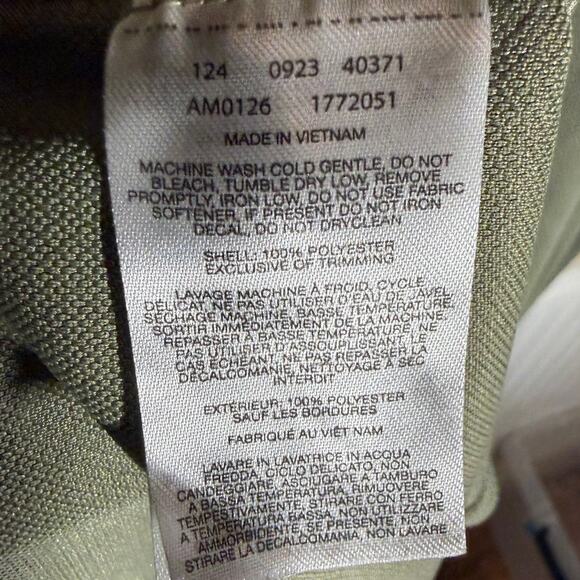 124 0923 40371
AM0126 1772051
MADE IN VIETNAM
MACHINE WASH COLD GENTLE, DO NOT
BLEACH, TUMBLE DRY LOW, REMOVE
PROMPTLY, IRON LOW, DO NOT USE FABRIC
SOFTENER, IF PRESENT DO NOT IRON
DECAL, DO NOT DRYCLEAN
SHELL: 100% POLYESTER
EXCLUSIVE OF TRIMMING
LAVAGE MACHINE À FROID, CYCLE
DÉLICAT, NE PAS UTILISER D'EAU DE JAVEL,
SÉCHAGE MACHINE, BASSE TEMPÉRATURE,
SORTIR IMMÉDIATEMENT DE LA MACHINE,
REPASSER À BASSE TEMPÉRATURE, NE
PAS UTILISER D'ASSOUPLISSANT, LE
CAS ÉCHÉANT NE PAS REPASSER LA
DÉCALCOMANIE, NETTOYAGE À SEC
INTERDIT
EXTÉRIEUR: 100% POLYESTER
SAUF LES BORDURES
FABRIQUÉ AU VIÊT NAM
LAVARE IN LAVATRICE IN ACQUA
FREDDA, CICLO DELICATO, NON
CANDEGGIARE, ASCIUGARE A TAMBURO
A BASSA TEMPERATURA, RIMUOVERE
TEMPESTIVAMENTE, STIRARE CON FERRO
A TEMPERATURA BASSA, NON UTILIZZARE
AMMORBIDENTE, SE PRESENTE, NON
STIRARE LA DECALCOMANIA, NON LAVARE